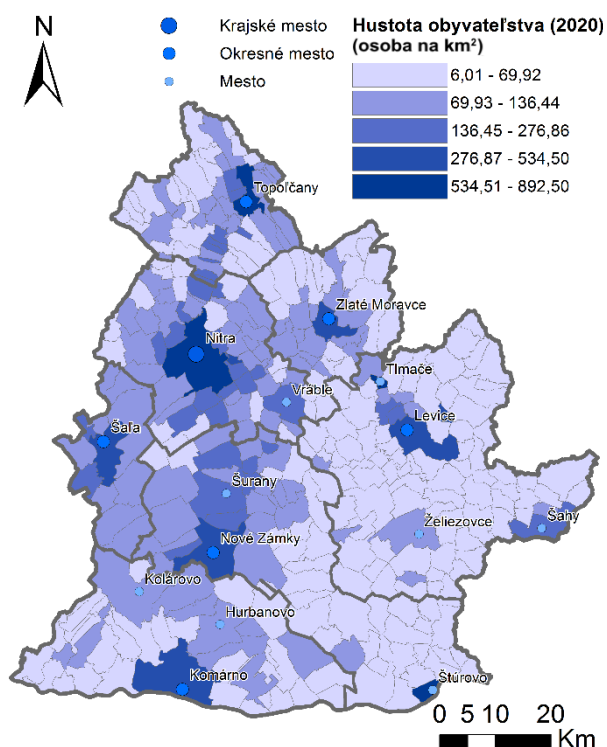 N
Krajské mesto
Okresné mesto
Mesto
Hustota obyvateľstva (2020)
(osoba na km²)
6,01 - 69,92
69,93 - 136,44
136,45 - 276,86
276,87 - 534,50
534,51 - 892,50
Topoľčany
Zlaté Moravce
Nitra
Tlmače
Vráble
Levice
Šaľa
Šurany
Želiezovce
Šahy
Nové Zámky
Kolárovo
Hurbanovo
Komárno
Štúrovo
0 5 10 20
Km